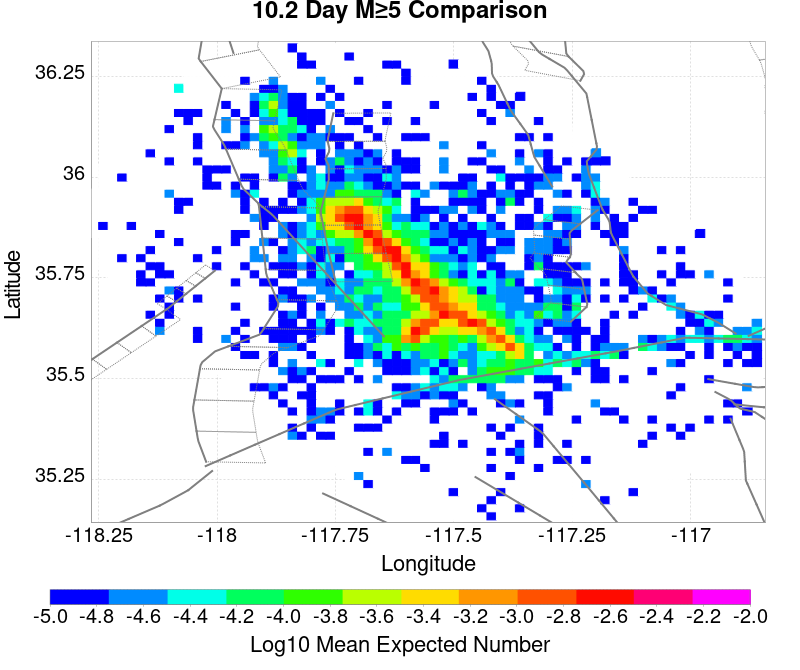 10.2 Day M≥5 Comparison
36.25
36
35.75
35.5
35.25
Latitude
-118.25 -118 -117.75 -117.5 -117.25 -117
Longitude
-5.0 -4.8 -4.6 -4.4 -4.2 -4.0 -3.8 -3.6 -3.4 -3.2 -3.0 -2.8 -2.6 -2.4 -2.2 -2.0
Log10 Mean Expected Number